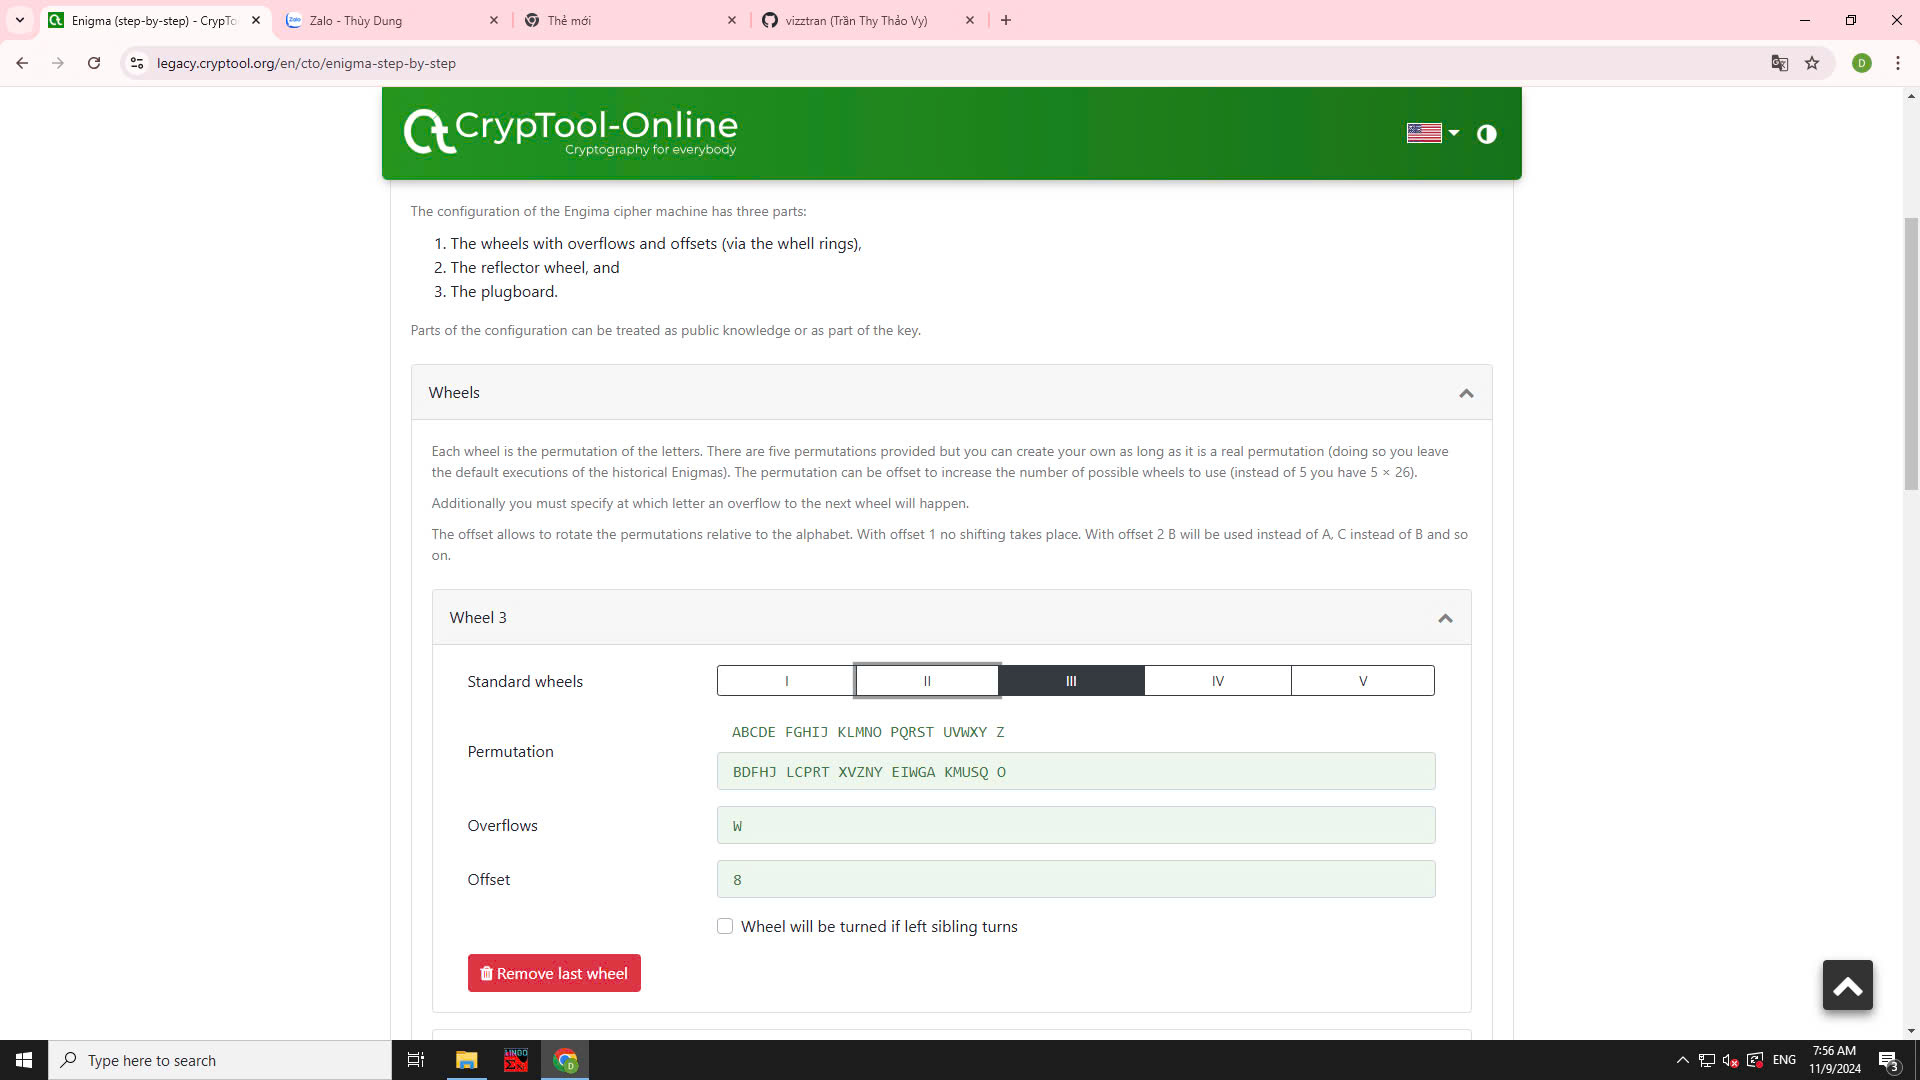 Enigma (step-by-step) - CrypTo
Zalo - Thùy Dung
Thẻ mới
vizztran (Trần Thy Thảo Vy)
legacy.cryptool.org/en/cto/enigma-step-by-step
D
CrypTool-Online
Cryptography for everybody
The configuration of the Engima cipher machine has three parts:
1. The wheels with overflows and offsets (via the whell rings),
2. The reflector wheel, and
3. The plugboard.
Parts of the configuration can be treated as public knowledge or as part of the key.
Wheels
Each wheel is the permutation of the letters. There are five permutations provided but you can create your own as long as it is a real permutation (doing so you leave
the default executions of the historical Enigmas). The permutation can be offset to increase the number of possible wheels to use (instead of 5 you have 5 × 26).
Additionally you must specify at which letter an overflow to the next wheel will happen.
The offset allows to rotate the permutations relative to the alphabet. With offset 1 no shifting takes place. With offset 2 B will be used instead of A, C instead of B and so
on.
Wheel 3
Standard wheels
I
II
III
IV
V
ABCDE FGHIJ KLMNO PQRST UVWXY Z
Permutation
BDFHJ LCPRT XVZNY EIWGA KMUSQ O
Overflows
W
Offset
8
Wheel will be turned if left sibling turns
Remove last wheel
Type here to search
LINGO
D
ENG
7:56 AM
11/9/2024
3